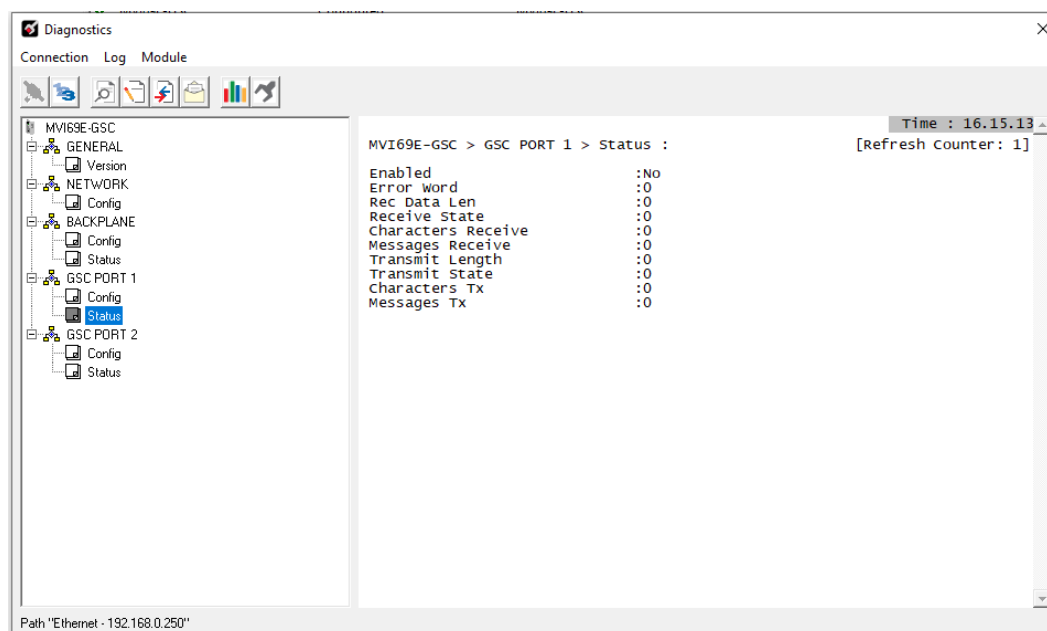 Diagnostics
Connection Log Module
MVI69E-GSC
GENERAL
Version
NETWORK
Config
BACKPLANE
Config
Status
GSC PORT 1
Config
Status
GSC PORT 2
Config
Status
Time : 16.15.13
MVI69E-GSC > GSC PORT 1 > Status : [Refresh Counter: 1]
Enabled :No
Error Word :0
Rec Data Len :0
Receive State :0
Characters Receive :0
Messages Receive :0
Transmit Length :0
Transmit State :0
Characters Tx :0
Messages Tx :0
Path "Ethernet - 192.168.0.250"